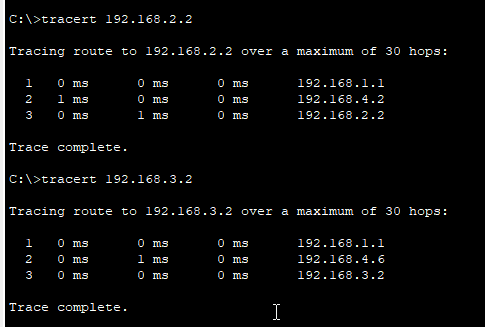 C:\>tracert 192.168.2.2
Tracing route to 192.168.2.2 over a maximum of 30 hops:
1 0 ms 0 ms 0 ms 192.168.1.1
2 1 ms 0 ms 0 ms 192.168.4.2
3 0 ms 1 ms 0 ms 192.168.2.2
Trace complete.
C:\>tracert 192.168.3.2
Tracing route to 192.168.3.2 over a maximum of 30 hops:
1 0 ms 0 ms 0 ms 192.168.1.1
2 0 ms 1 ms 0 ms 192.168.4.6
3 0 ms 0 ms 0 ms 192.168.3.2
Trace complete.